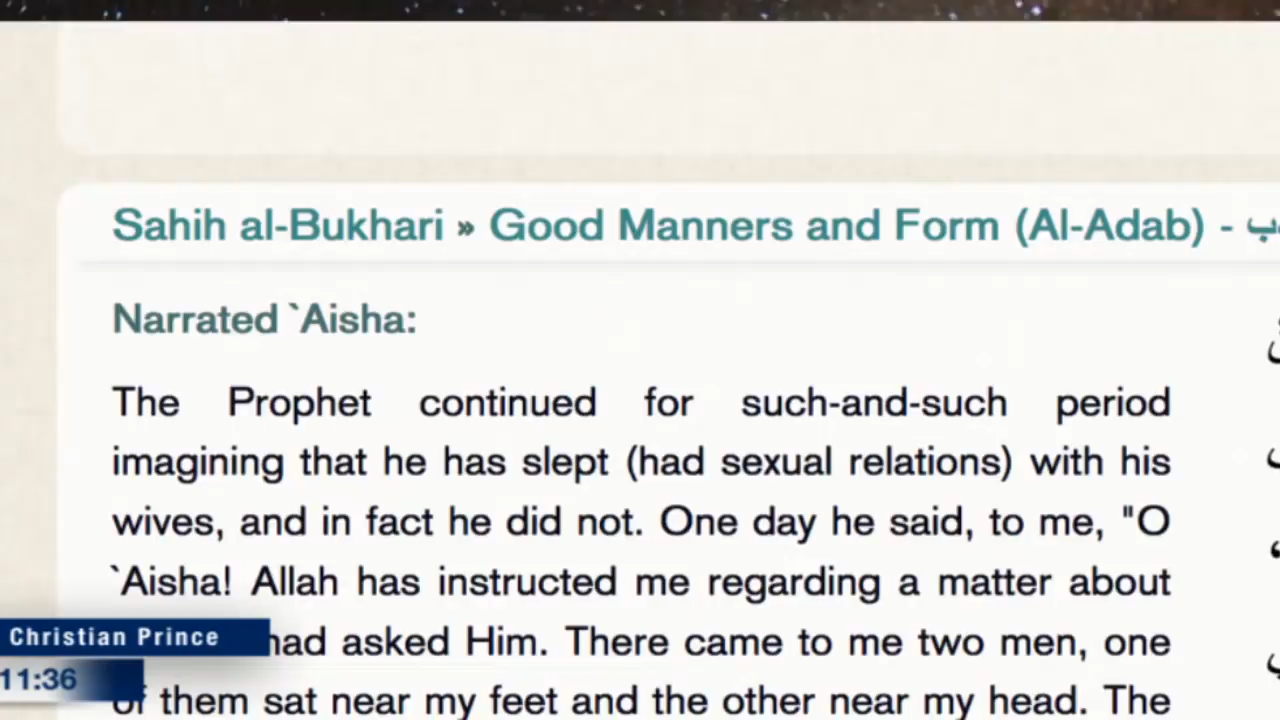 Sahih al-Bukhari » Good Manners and Form (Al-Adab) -
Narrated `Aisha:
The Prophet continued for such-and-such period
imagining that he has slept (had sexual relations) with his
wives, and in fact he did not. One day he said, to me, "O
`Aisha! Allah has instructed me regarding a matter about
had asked Him. There came to me two men, one
of them sat near my feet and the other near my head. The
Christian Prince
11:36